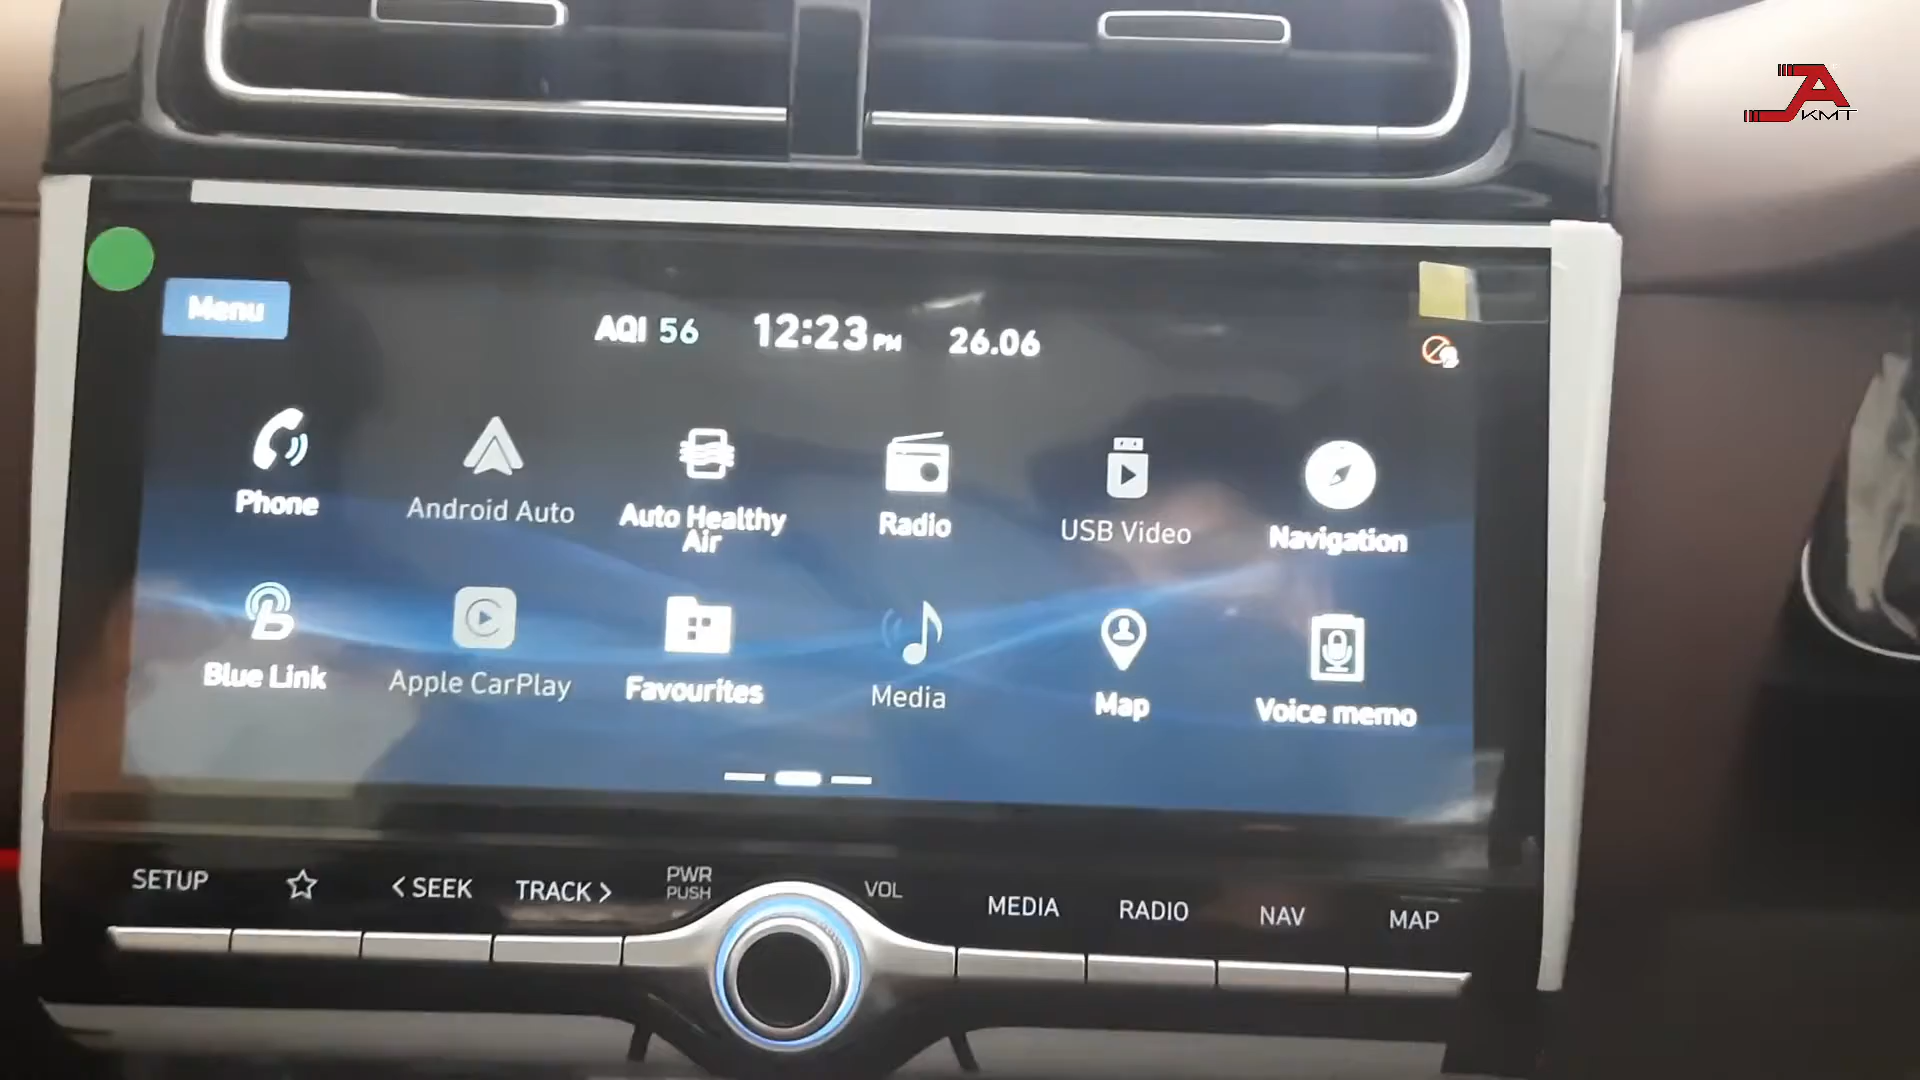 KMT
Menu
AQI 56 12:23 PM 26.06
Phone
Android Auto
Auto Healthy
Air
Radio
USB Video
Navigation
Blue Link
Apple CarPlay
Favourites
Media
Map
Voice memo
SETUP
< SEEK
TRACK >
PWR
PUSH
VOL
MEDIA
RADIO
NAV
MAP